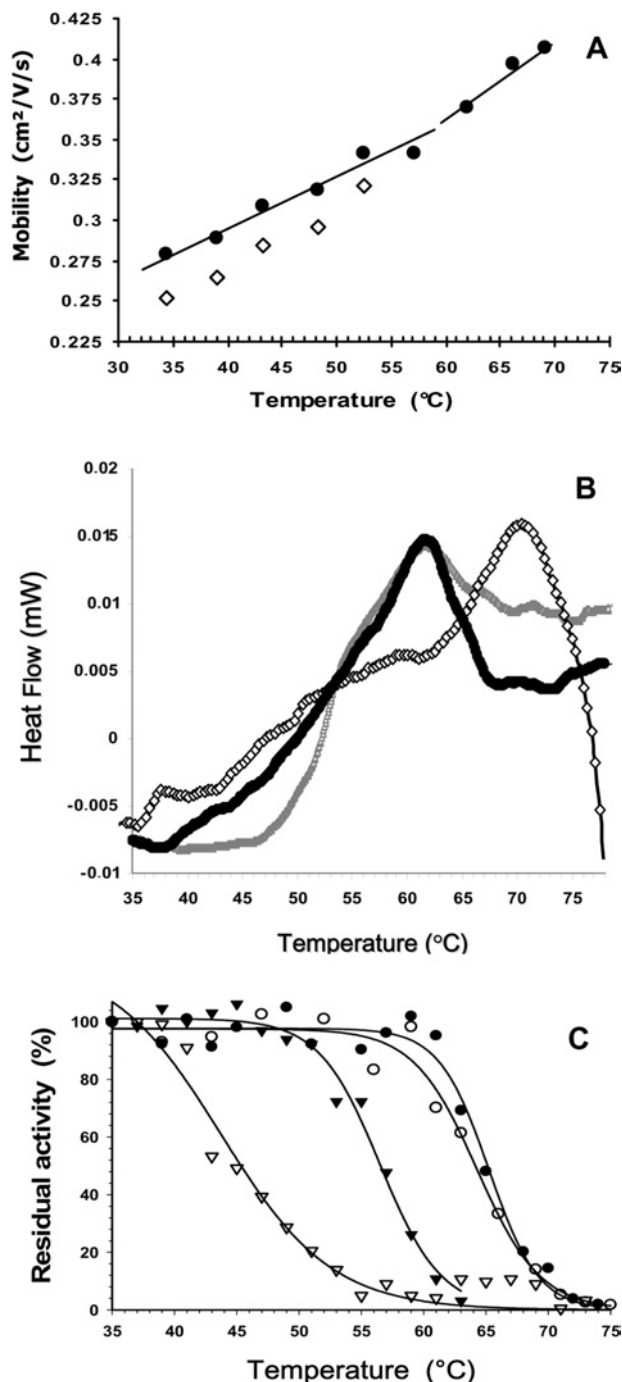 A
Mobility (cm²/V/s)
0.425
0.4
0.375
0.35
0.325
0.3
0.275
0.25
0.225
30 35 40 45 50 55 60 65 70 75
Temperature (°C)
B
Heat Flow (mW)
0.02
0.015
0.01
0.005
0
-0.005
-0.01
35 40 45 50 55 60 65 70 75
Temperature (°C)
C
Residual activity (%)
100
80
60
40
20
0
35 40 45 50 55 60 65 70 75
Temperature (°C)